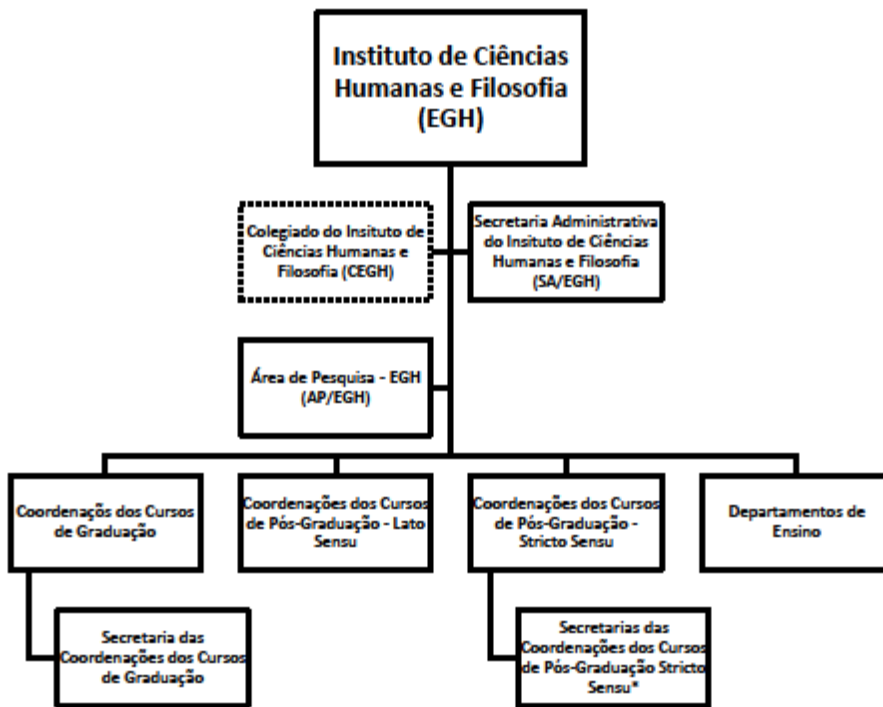 Instituto de Ciências
Humanas e Filosofia
(EGH)
Colegiado do Insituto de
Ciências Humanas e
Filosofia (CEGH)
Secretaria Administrativa
do Insituto de Ciências
Humanas e Filosofia
(SA/EGH)
Área de Pesquisa - EGH
(AP/EGH)
Coordenaçõs dos Cursos
de Graduação
Coordenações dos Cursos
de Pós-Graduação - Lato
Sensu
Coordenações dos Cursos
de Pós-Graduação -
Stricto Sensu
Departamentos de
Ensino
Secretaria das
Coordenações dos Cursos
de Graduação
Secretarias das
Coordenações dos Cursos
de Pós-Graduação Stricto
Sensu*